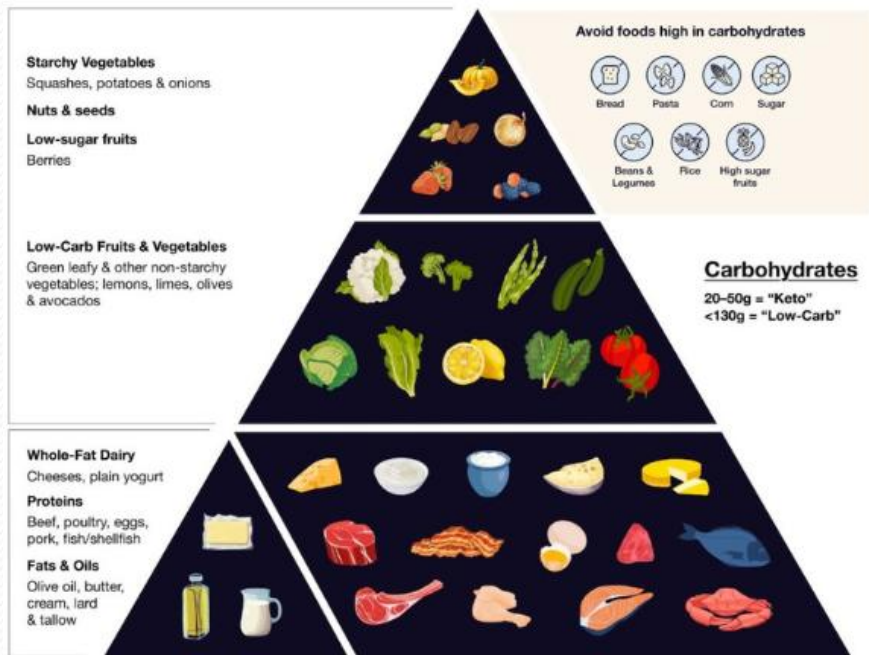 Starchy Vegetables
Squashes, potatoes & onions
Nuts & seeds
Low-sugar fruits
Berries
Avoid foods high in carbohydrates
Bread
Pasta
Corn
Sugar
Beans &
Legumes
Rice
High sugar
fruits
Low-Carb Fruits & Vegetables
Green leafy & other non-starchy
vegetables; lemons, limes, olives
& avocados
Carbohydrates
20–50g = “Keto”
<130g = “Low-Carb”
Whole-Fat Dairy
Cheeses, plain yogurt
Proteins
Beef, poultry, eggs,
pork, fish/shellfish
Fats & Oils
Olive oil, butter,
cream, lard
& tallow